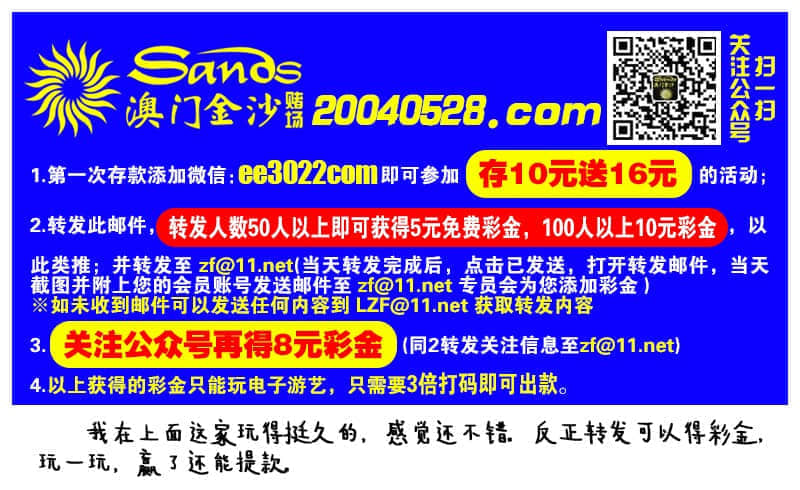 Sands
澳门金沙赌场 20040528.com
扫一扫
关注公众号
1.第一次存款添加微信:ee3022com即可参加 存10元送16元 的活动;
2.转发此邮件,转发人数50人以上即可获得5元免费彩金,100人以上10元彩金,以
此类推;并转发至 zf@11.net(当天转发完成后,点击已发送,打开转发邮件,当天
截图并附上您的会员账号发送邮件至 zf@11.net 专员会为您添加彩金)
※如未收到邮件可以发送任何内容到 LZF@11.net 获取转发内容
3. 关注公众号再得8元彩金 (同2转发关注信息至zf@11.net)
4.以上获得的彩金只能玩电子游艺,只需要3倍打码即可出款。
我在上面这家玩得挺久的,感觉还不错.反正转发可以得彩金,
玩一玩,赢了还能提款.